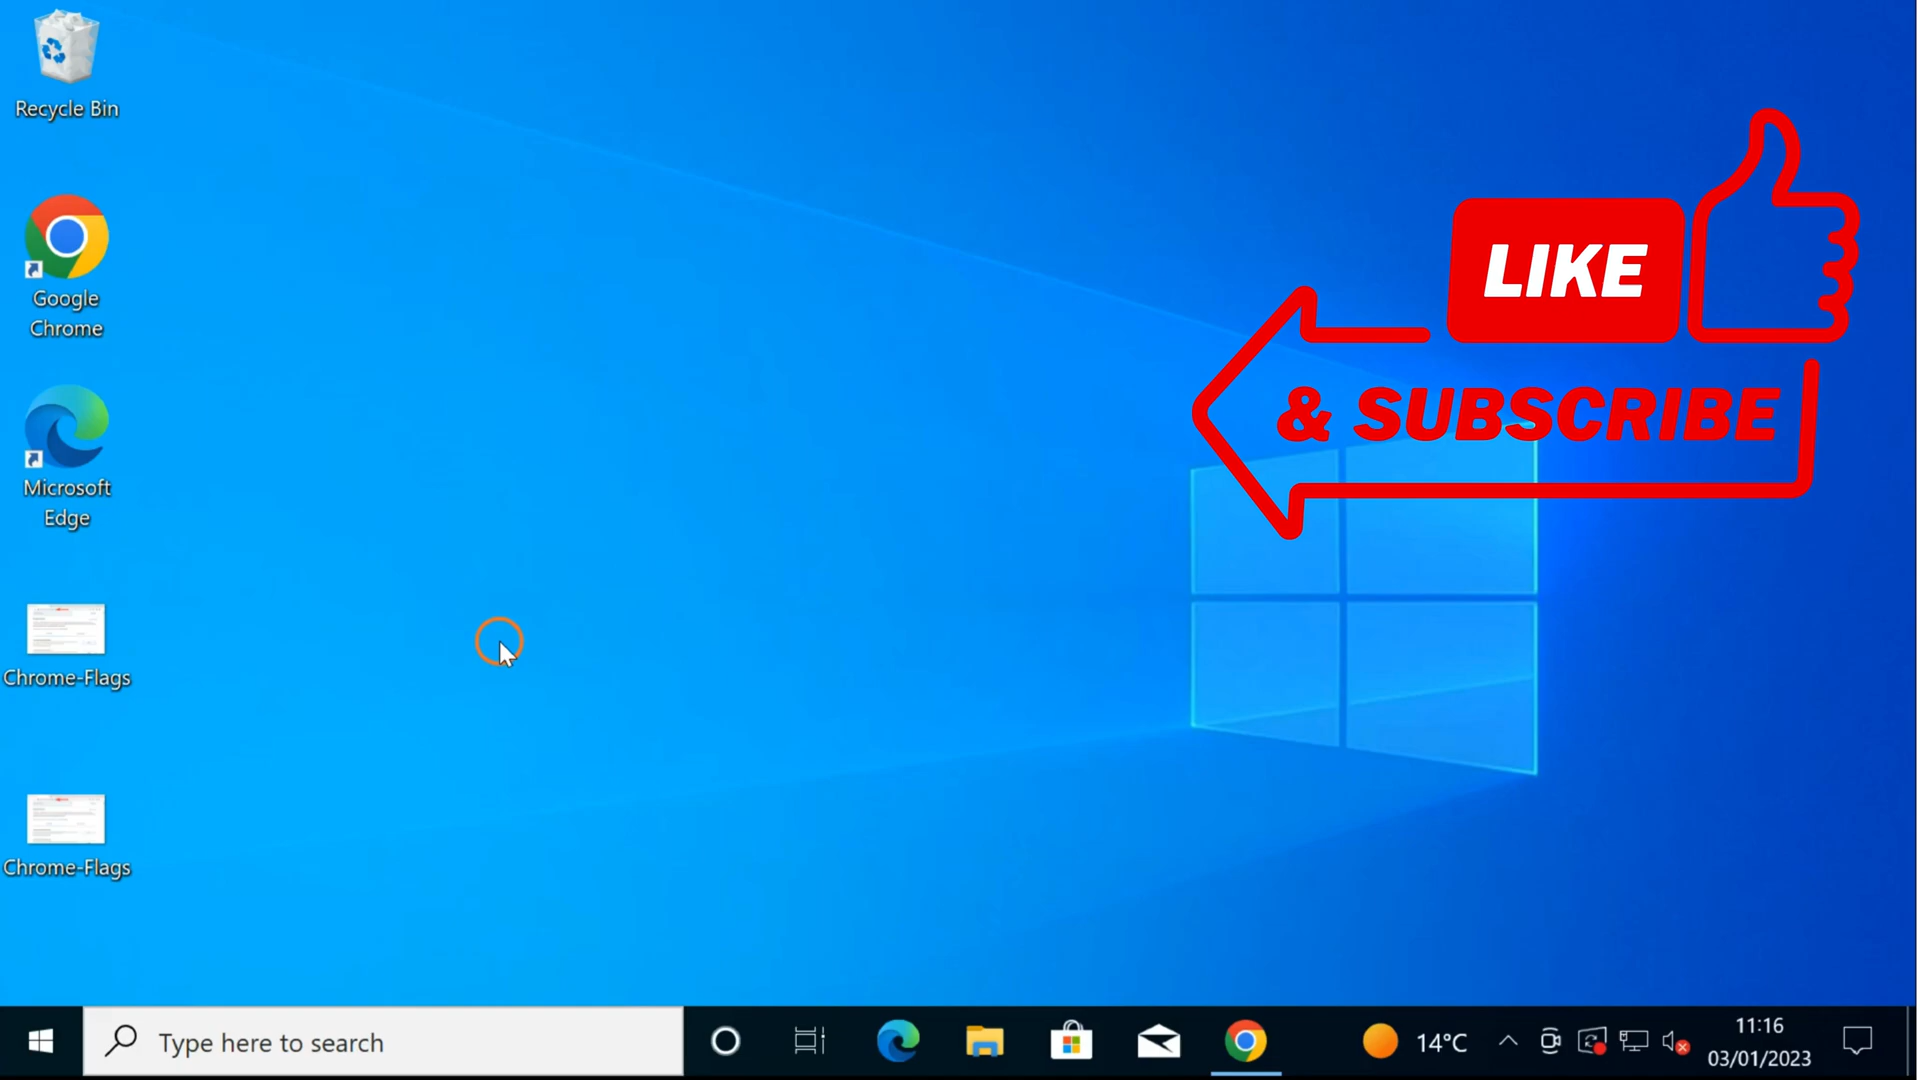 Recycle Bin
Google
Chrome
Microsoft
Edge
Chrome-Flags
Chrome-Flags
LIKE
& SUBSCRIBE
Type here to search
14°C
11:16
03/01/2023